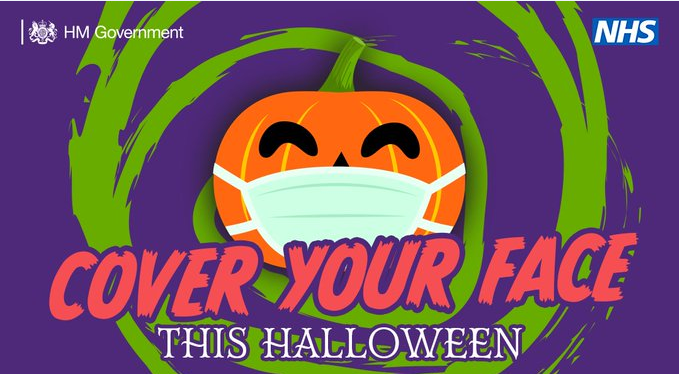 HM Government
NHS
COVER YOUR FACE
THIS HALLOWEEN